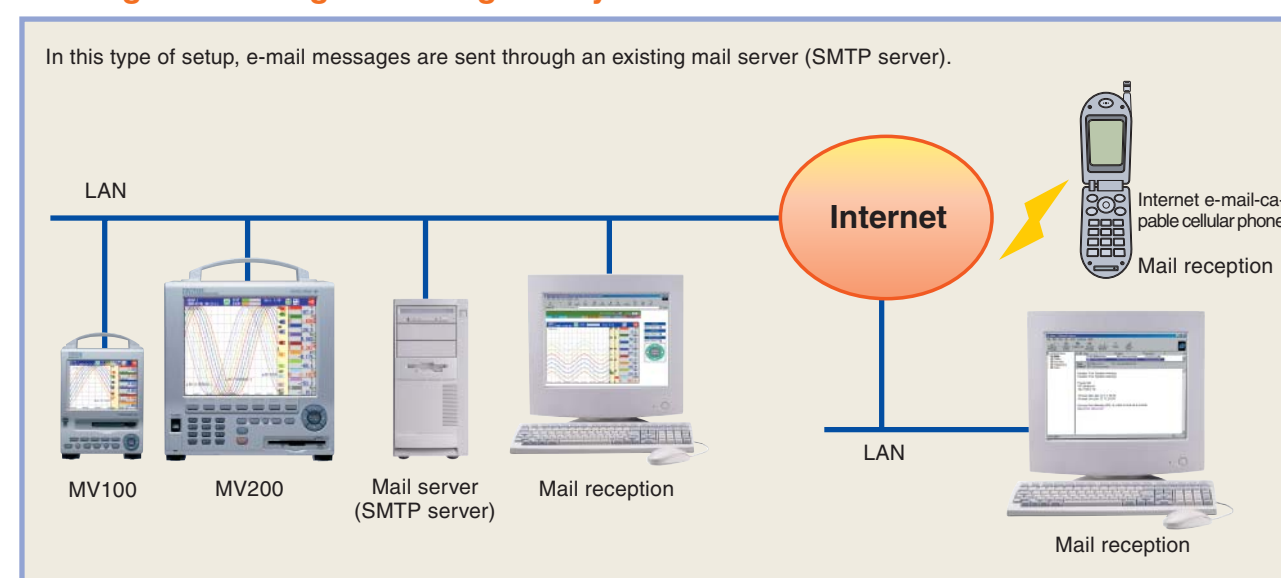 In this type of setup, e-mail messages are sent through an existing mail server (SMTP server).
LAN
Internet
Internet e-mail-ca-
pable cellular phone
Mail reception
MV100
MV200
Mail server
(SMTP server)
Mail reception
LAN
Mail reception